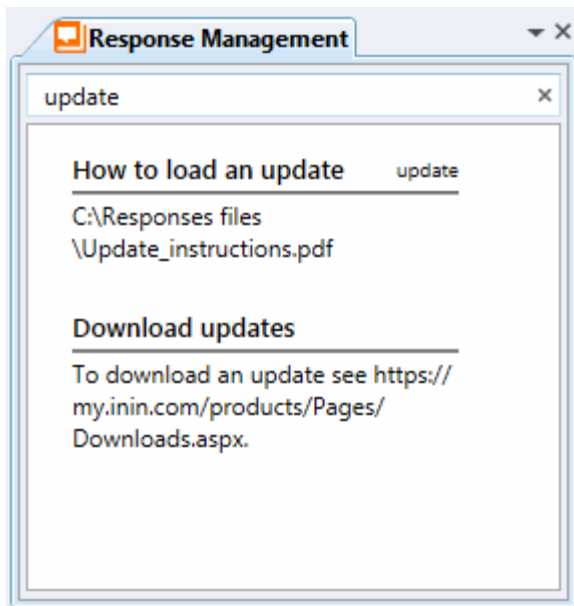 Response Management
update
How to load an update update
C:\Responses files
\Update_instructions.pdf
Download updates
To download an update see https://
my.inin.com/products/Pages/
Downloads.aspx.